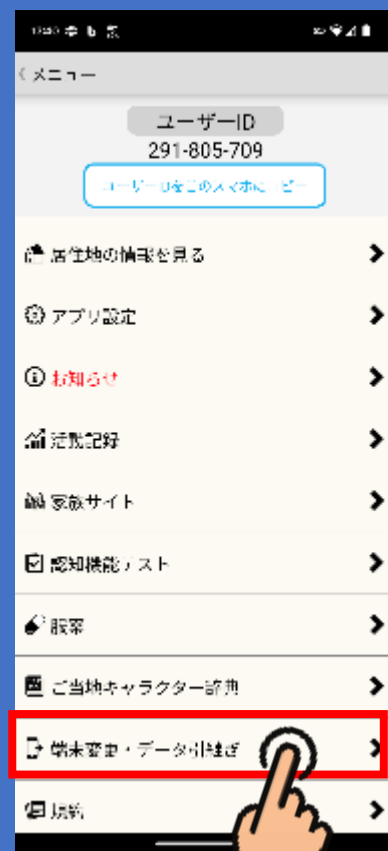 メニュー
ユーザーID
291-805-709
ユーザーIDをこのスマホにコピー
居住地の情報を見る
アプリ設定
お知らせ
活動記録
家族サイト
認知機能テスト
服薬
ご当地キャラクター辞典
端末変更・データ引継ぎ
規約